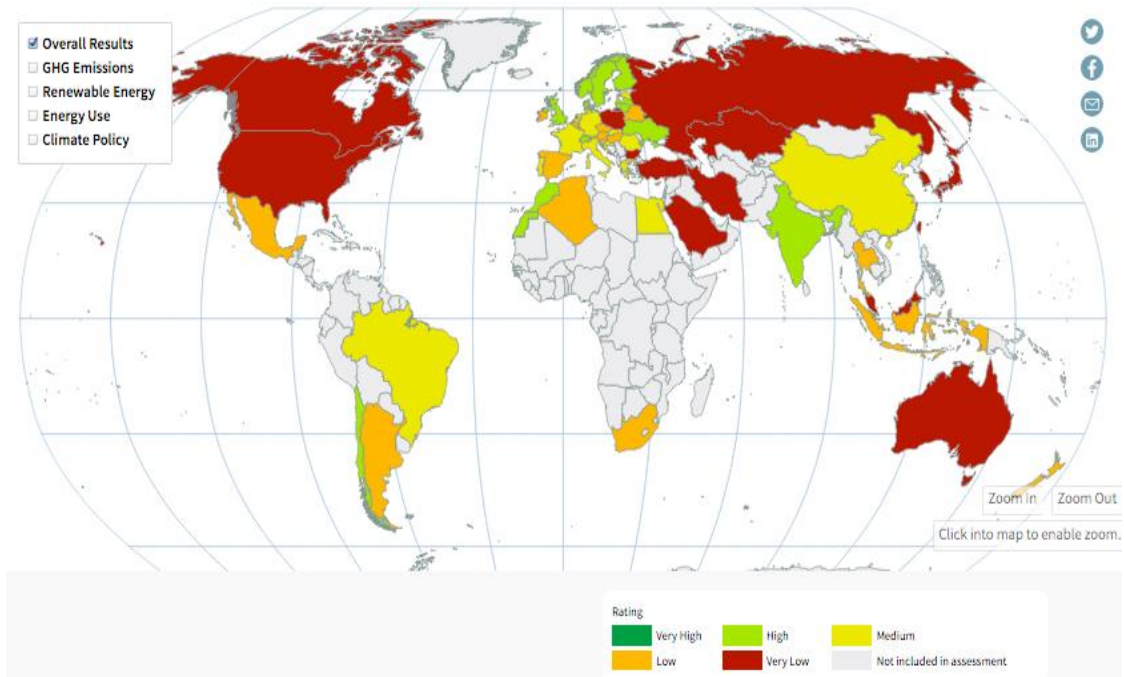 Overall Results
GHG Emissions
Renewable Energy
Energy Use
Climate Policy
Zoom In Zoom Out
Click into map to enable zoom.
Rating
Very High High Medium
Low Very Low Not included in assessment